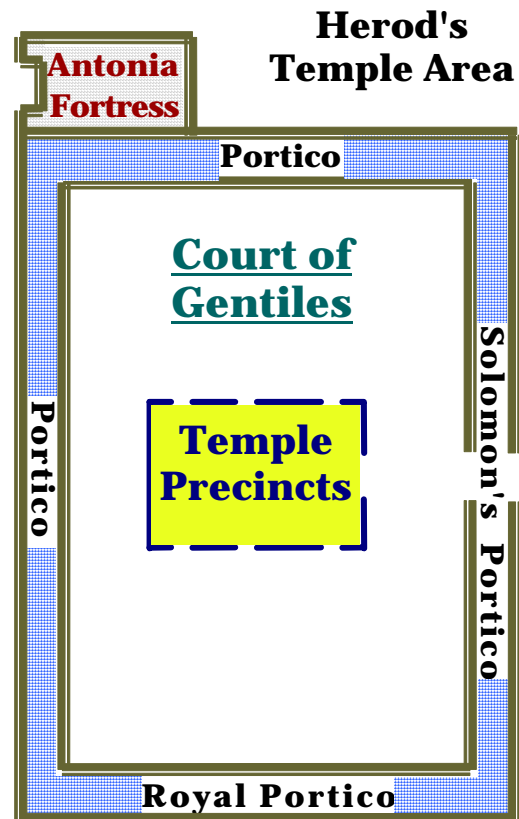 Herod's
Temple Area
Antonia
Fortress
Portico
Court of
Gentiles
Solomon's Portico
Portico
Temple
Precincts
Royal Portico